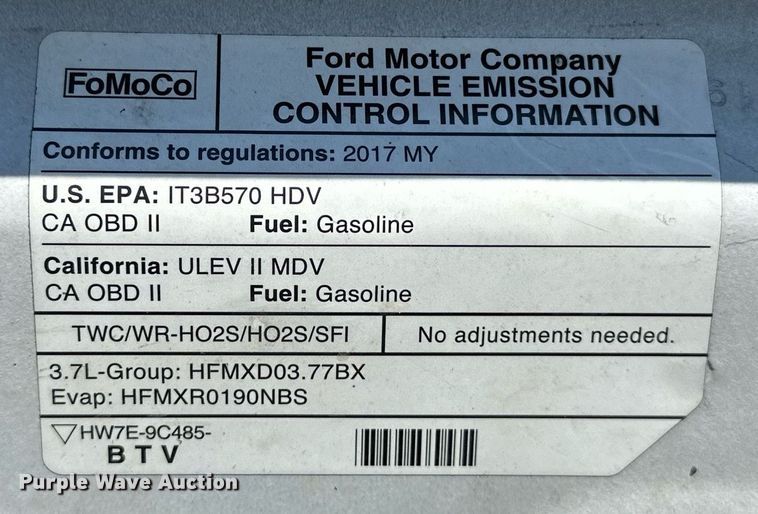 FoMoCo
Ford Motor Company
VEHICLE EMISSION
CONTROL INFORMATION
Conforms to regulations: 2017 MY
U.S. EPA: IT3B570 HDV
CA OBD II Fuel: Gasoline
California: ULEV II MDV
CA OBD II Fuel: Gasoline
TWC/WR-HO2S/HO2S/SFI No adjustments needed.
3.7L-Group: HFMXD03.77BX
Evap: HFMXR0190NBS
HW7E-9C485-
B T V
Purple Wave Auction